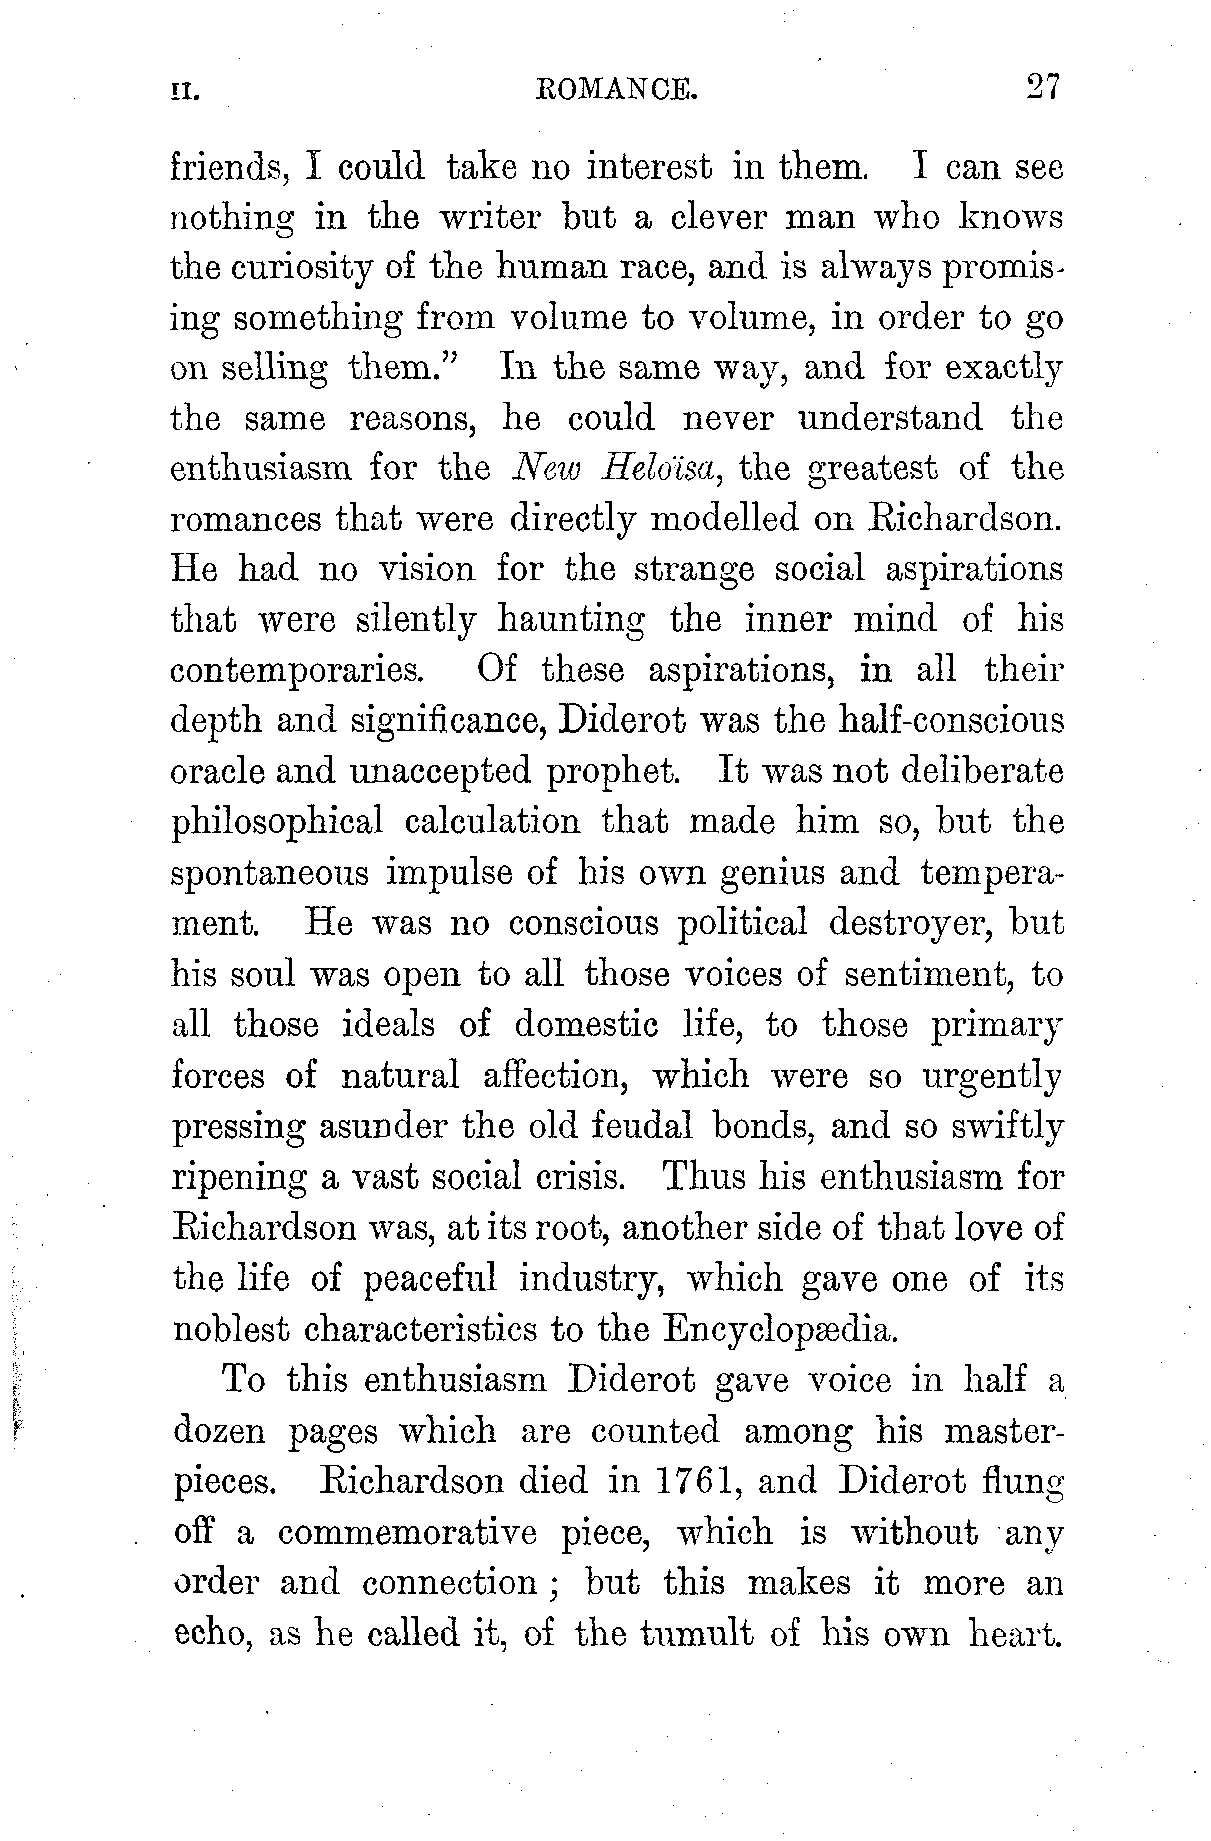 II. ROMANCE. 27
friends, I could take no interest in them. I can see
nothing in the writer but a clever man who knows
the curiosity of the human race, and is always promis-
ing something from volume to volume, in order to go
on selling them.” In the same way, and for exactly
the same reasons, he could never understand the
enthusiasm for the New Heloïsa, the greatest of the
romances that were directly modelled on Richardson.
He had no vision for the strange social aspirations
that were silently haunting the inner mind of his
contemporaries. Of these aspirations, in all their
depth and significance, Diderot was the half-conscious
oracle and unaccepted prophet. It was not deliberate
philosophical calculation that made him so, but the
spontaneous impulse of his own genius and tempera-
ment. He was no conscious political destroyer, but
his soul was open to all those voices of sentiment, to
all those ideals of domestic life, to those primary
forces of natural affection, which were so urgently
pressing asunder the old feudal bonds, and so swiftly
ripening a vast social crisis. Thus his enthusiasm for
Richardson was, at its root, another side of that love of
the life of peaceful industry, which gave one of its
noblest characteristics to the Encyclopædia.
To this enthusiasm Diderot gave voice in half a
dozen pages which are counted among his master-
pieces. Richardson died in 1761, and Diderot flung
off a commemorative piece, which is without any
order and connection ; but this makes it more an
echo, as he called it, of the tumult of his own heart.